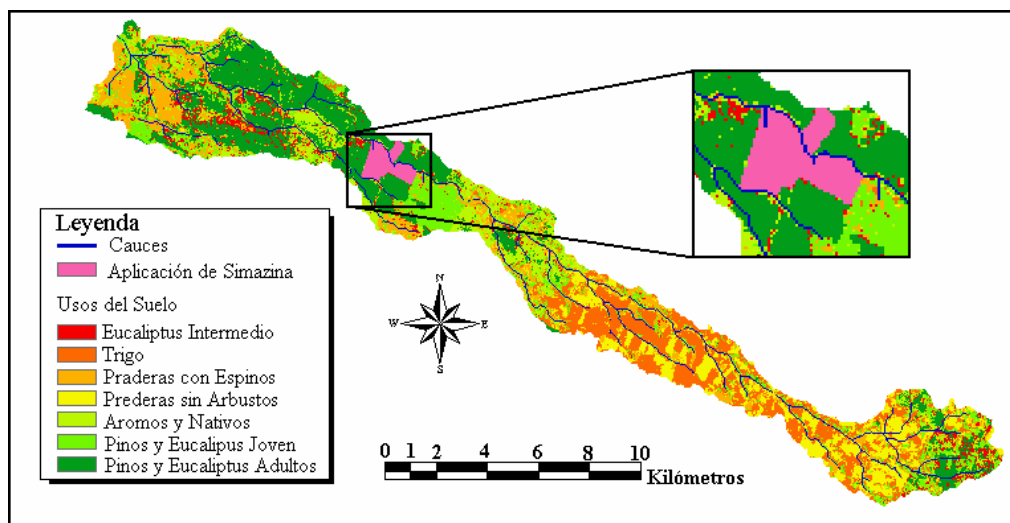 Leyenda
Cauces
Aplicación de Simazina
Usos del Suelo
Eucaliptus Intermedio
Trigo
Praderas con Espinos
Prederas sin Arbustos
Aromos y Nativos
Pinos y Eucalipus Joven
Pinos y Eucaliptus Adultos
N
W E
S
0 1 2 4 6 8 10
Kilómetros